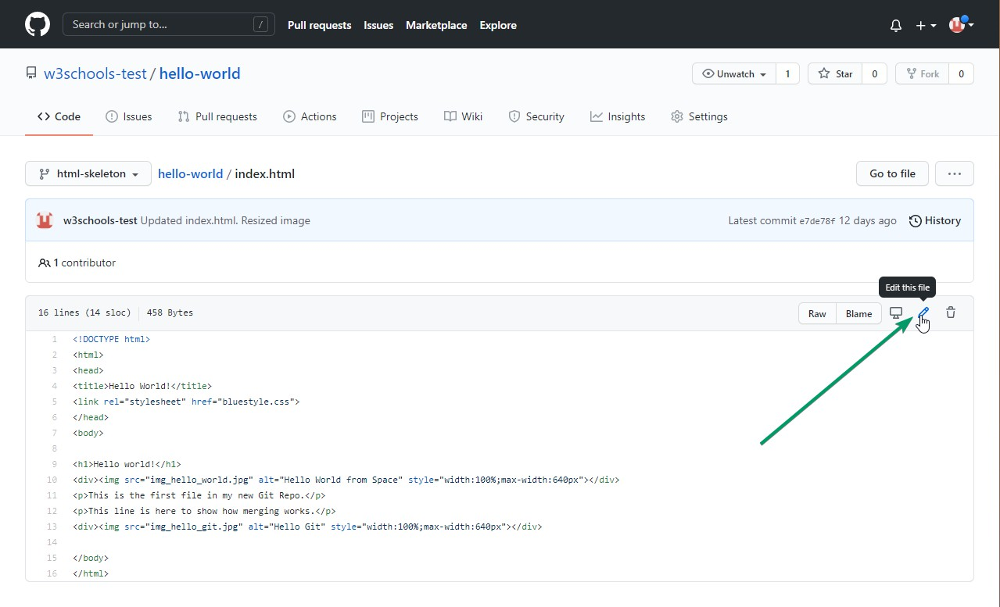 Search or jump to... /
Pull requests Issues Marketplace Explore
w3schools-test / hello-world
Unwatch 1 Star 0 Fork 0
Code Issues Pull requests Actions Projects Wiki Security Insights Settings
html-skeleton hello-world / index.html Go to file ...
w3schools-test Updated index.html. Resized image Latest commit e7de78f 12 days ago History
1 contributor
Edit this file
16 lines (14 sloc) 458 Bytes Raw Blame
1 <!DOCTYPE html>
2 <html>
3 <head>
4 <title>Hello World!</title>
5 <link rel="stylesheet" href="bluestyle.css">
6 </head>
7 <body>
8
9 <h1>Hello world!</h1>
10 <div><img src="img_hello_world.jpg" alt="Hello World from Space" style="width:100%;max-width:640px"></div>
11 <p>This is the first file in my new Git Repo.</p>
12 <p>This line is here to show how merging works.</p>
13 <div><img src="img_hello_git.jpg" alt="Hello Git" style="width:100%;max-width:640px"></div>
14
15 </body>
16 </html>